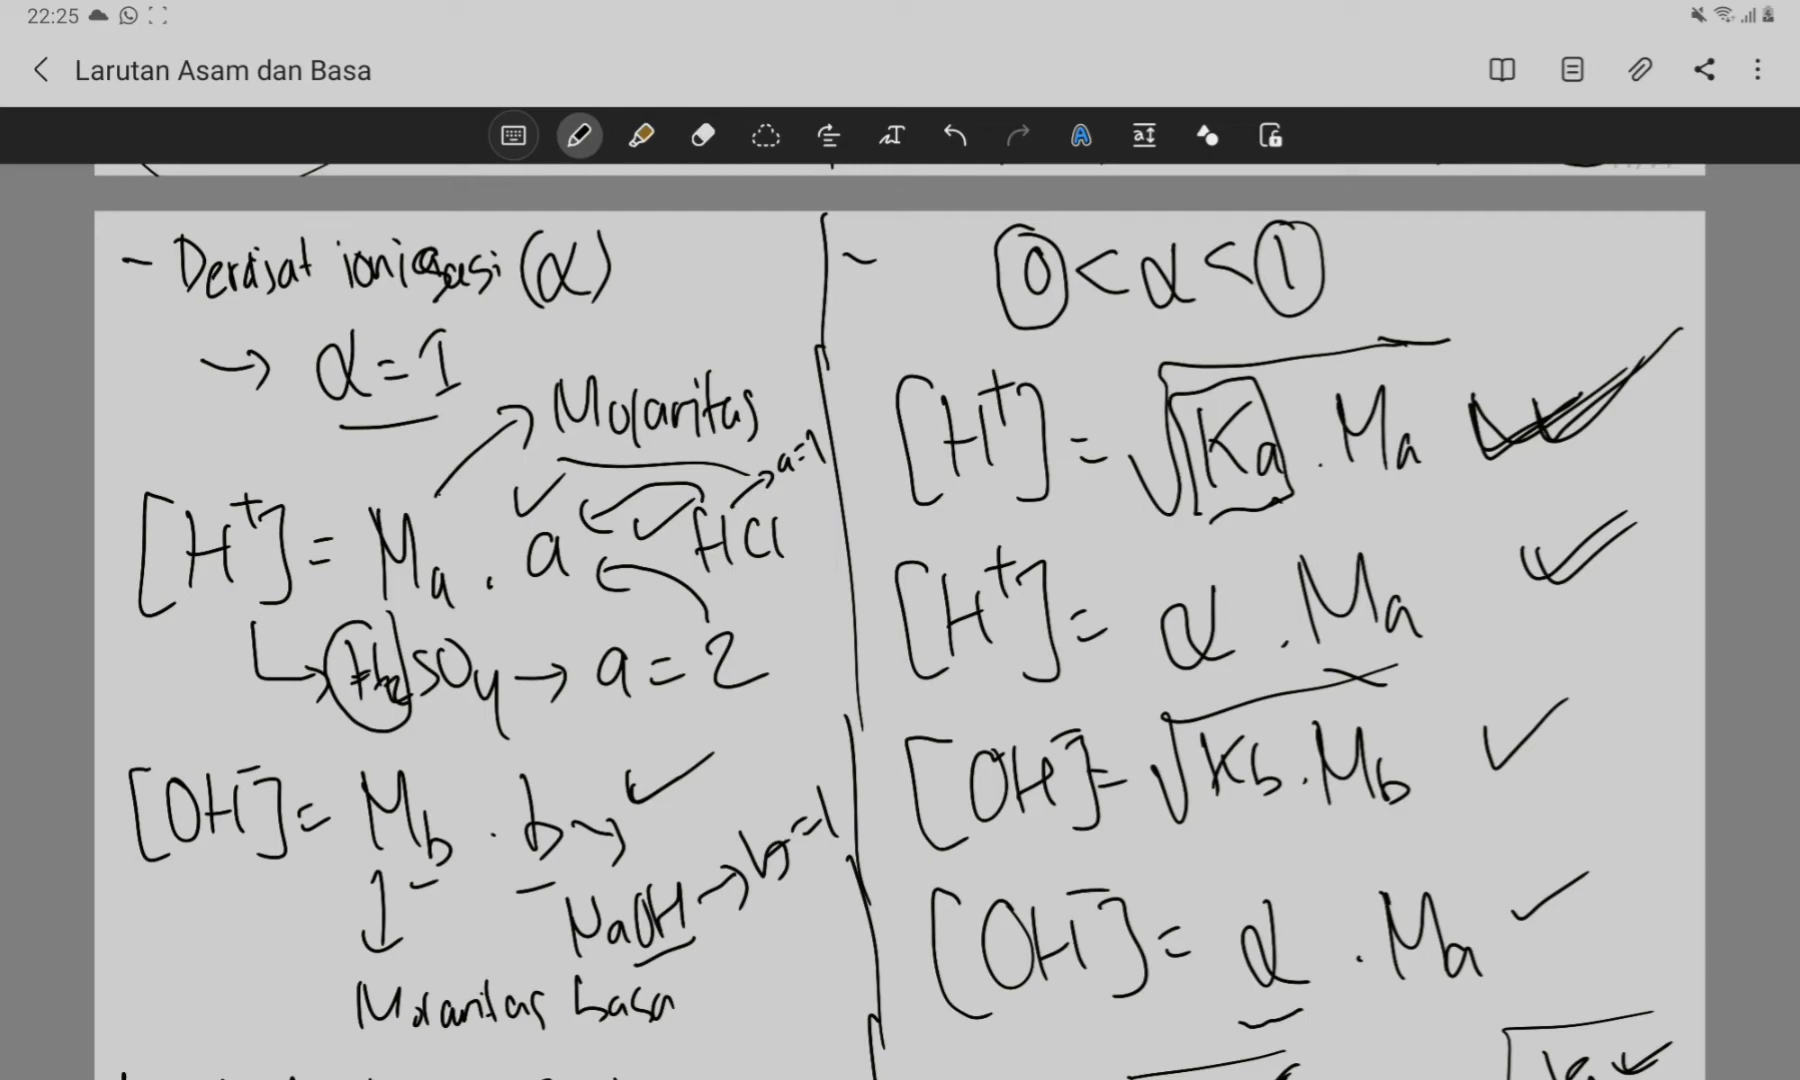 22:25
Larutan Asam dan Basa
- Derajat ionisasi (α)
→ α = 1
Molaritas
a=1
[H⁺] = Ma . a
HCl
H₂SO₄ → a = 2
[OH⁻] = Mb . b →
NaOH → b=1
Molaritas basa
~ 0 < α < 1
[H⁺] = √Ka . Ma
[H⁺] = α . Ma
[OH⁻] = √Kb . Mb
[OH⁻] = α . Ma